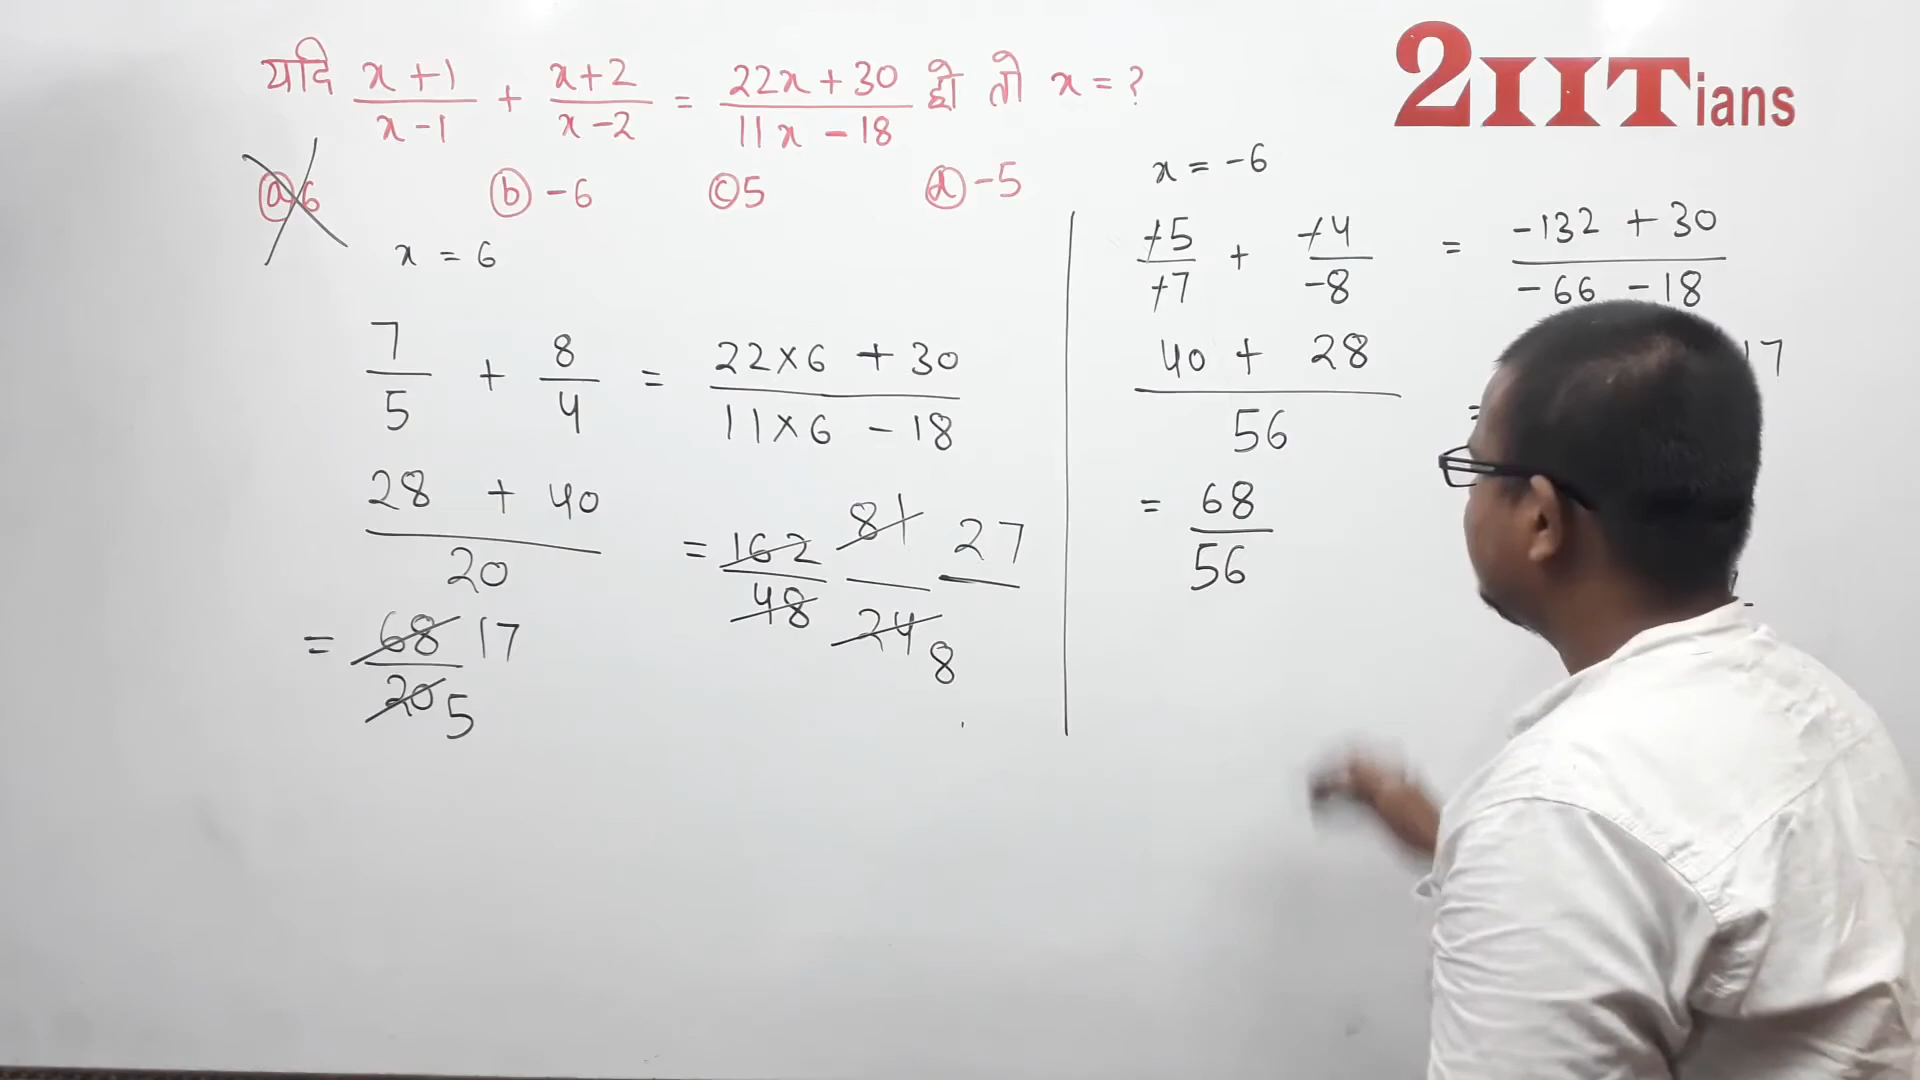 यदि x+1/x-1 + x+2/x-2 = 22x+30/11x-18 हो तो x = ?
2IITians
ⓐ 6 ⓑ -6 ⓒ 5 ⓓ -5
x = 6
7/5 + 8/4 = 22×6 + 30/11×6 - 18
28 + 40/20 = 162/48 81/24 27/8
= 68/20 17/5
x = -6
-5/-7 + -4/-8 = -132 + 30/-66 - 18
40 + 28/56
= 68/56
17